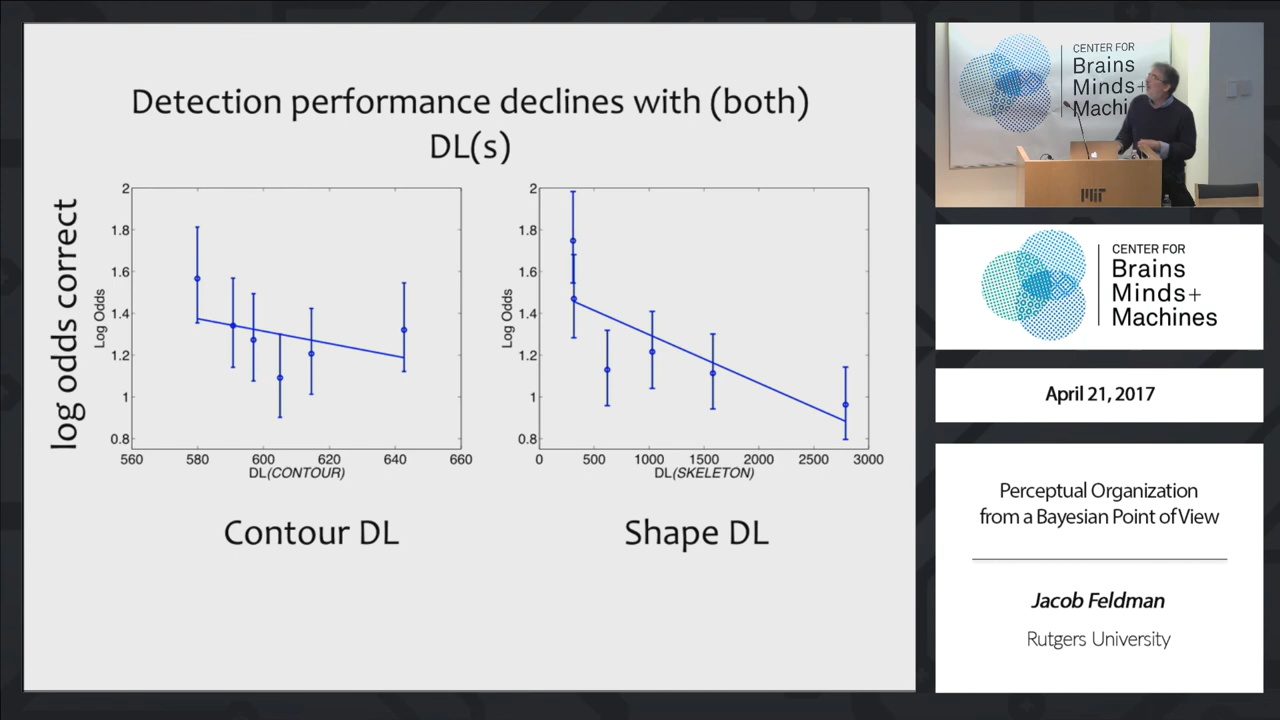 Detection performance declines with (both)
DL(s)
log odds correct
Log Odds
2
1.8
1.6
1.4
1.2
1
0.8
560
580
600
620
640
660
DL(CONTOUR)
Contour DL
Log Odds
2
1.8
1.6
1.4
1.2
1
0.8
0
500
1000
1500
2000
2500
3000
DL(SKELETON)
Shape DL
CENTER FOR
Brains
Minds+
Machi
MIT
CENTER FOR
Brains
Minds+
Machines
April 21, 2017
Perceptual Organization
from a Bayesian Point of View
Jacob Feldman
Rutgers University